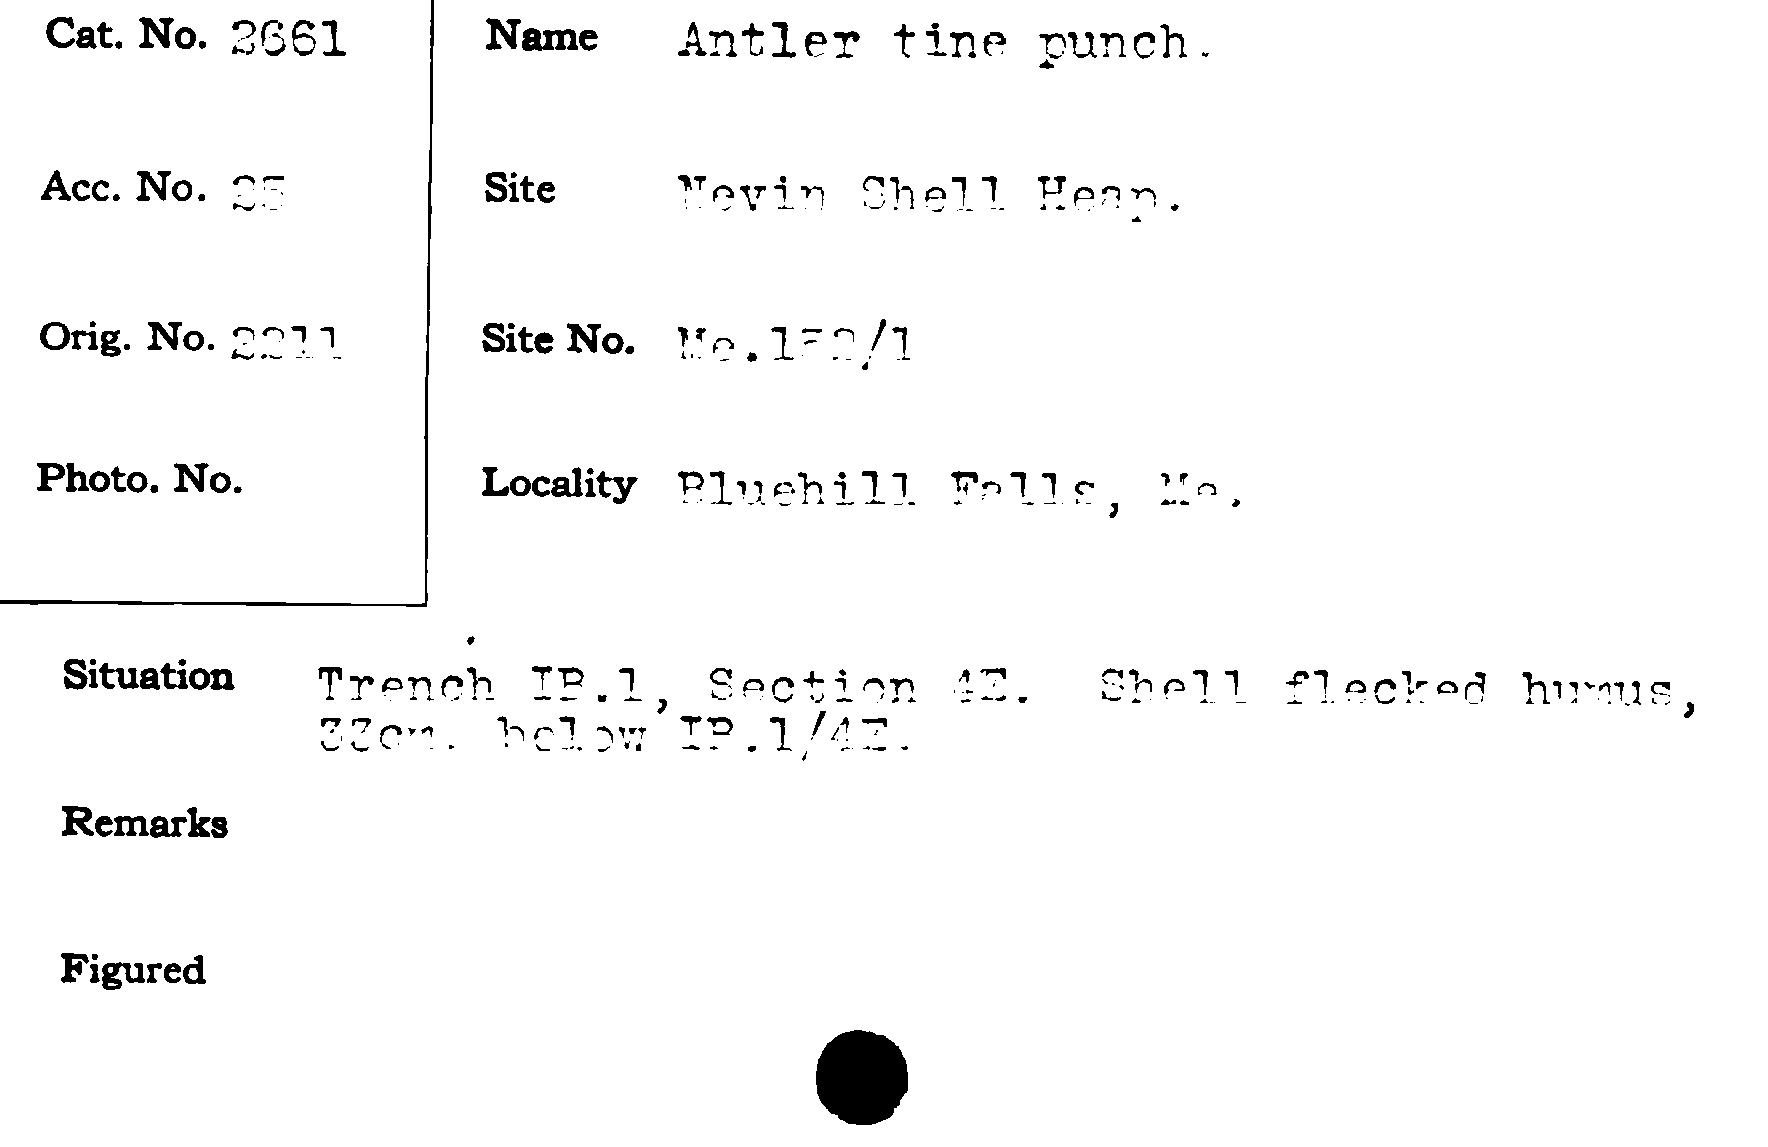 Cat. No. 2661
Name Antler tine punch.
Acc. No. 25
Site Nevin Shell Heap.
Orig. No. 2211
Site No. Me.152/1
Photo. No.
Locality Bluehill Falls, Me.
Situation Trench IB.1, Section 4E. Shell flecked humus,
33cm. below IB.1/4E.
Remarks
Figured